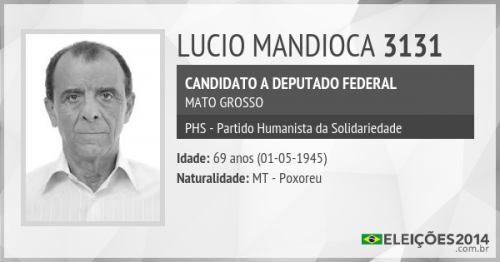 LUCIO MANDIOCA 3131
CANDIDATO A DEPUTADO FEDERAL
MATO GROSSO
PHS - Partido Humanista da Solidariedade
Idade: 69 anos (01-05-1945)
Naturalidade: MT - Poxoreu
ELEIÇÕES2014
.com.br